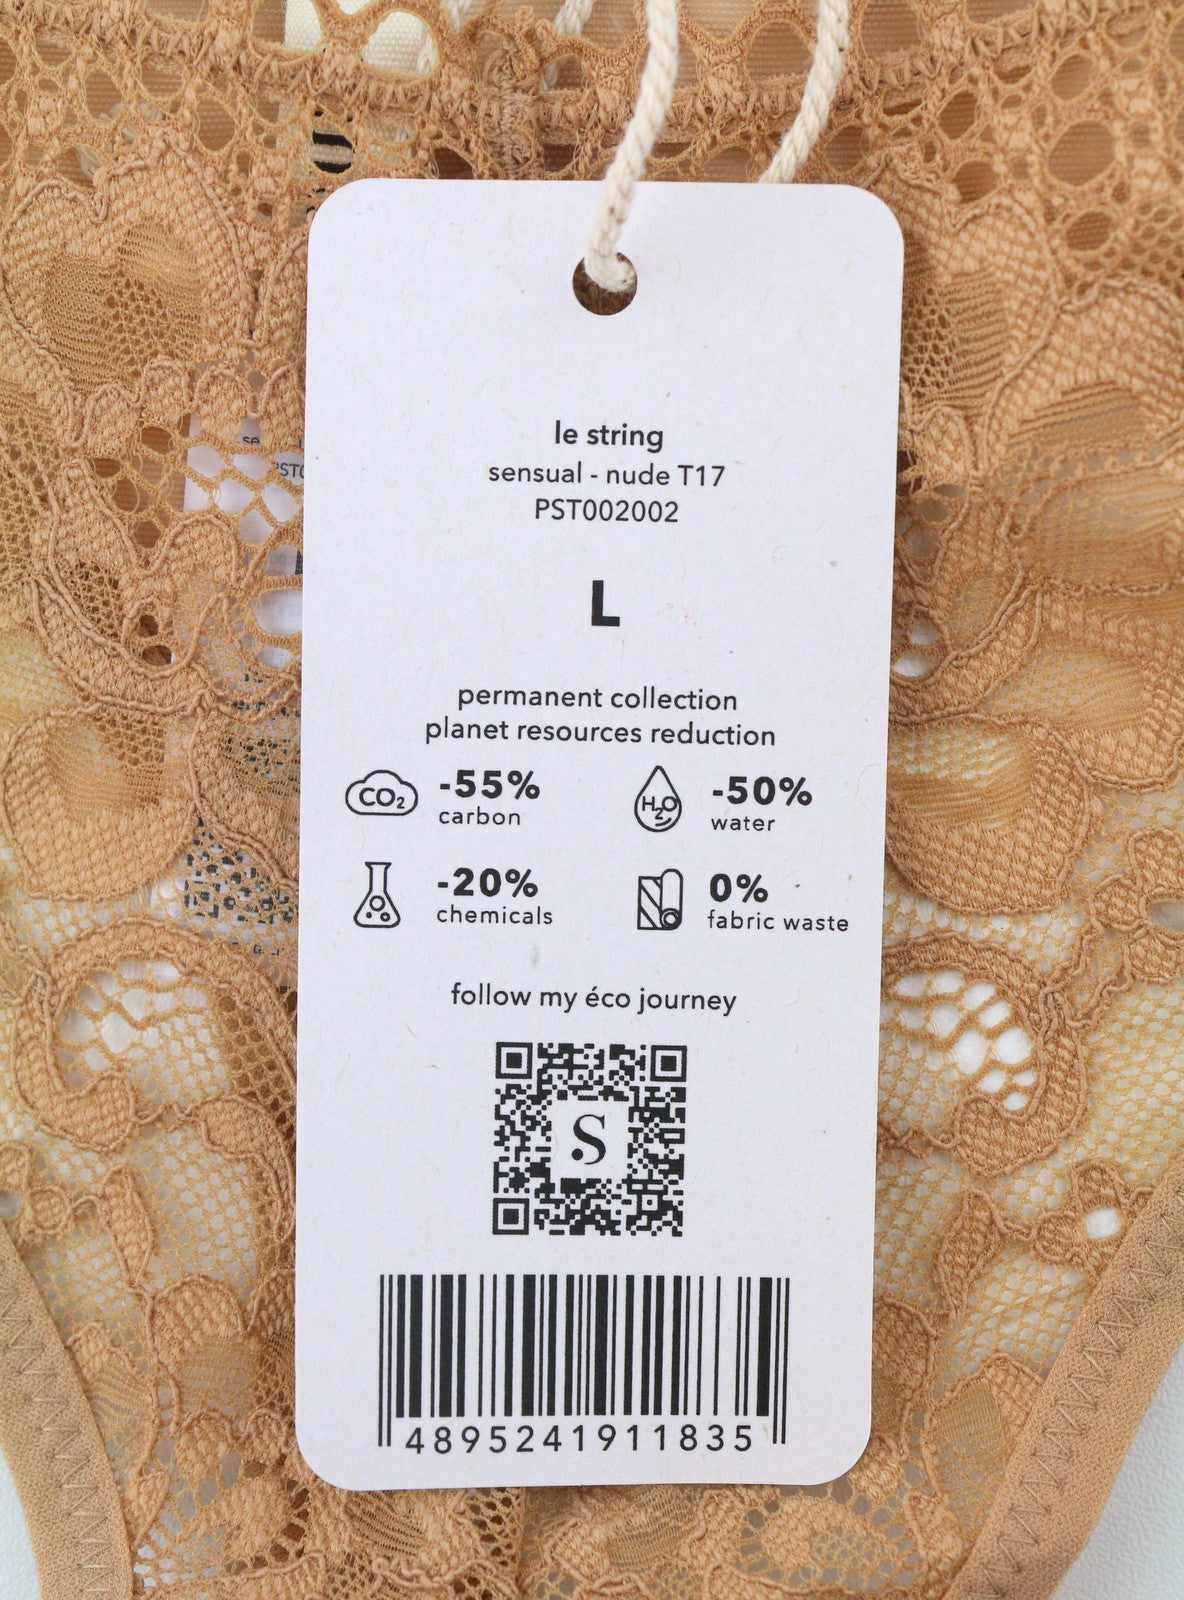 le string
sensual - nude T17
PST002002
L
permanent collection
planet resources reduction
CO2
-55%
carbon
H2O
-50%
water
-20%
chemicals
0%
fabric waste
follow my éco journey
S
4895241911835